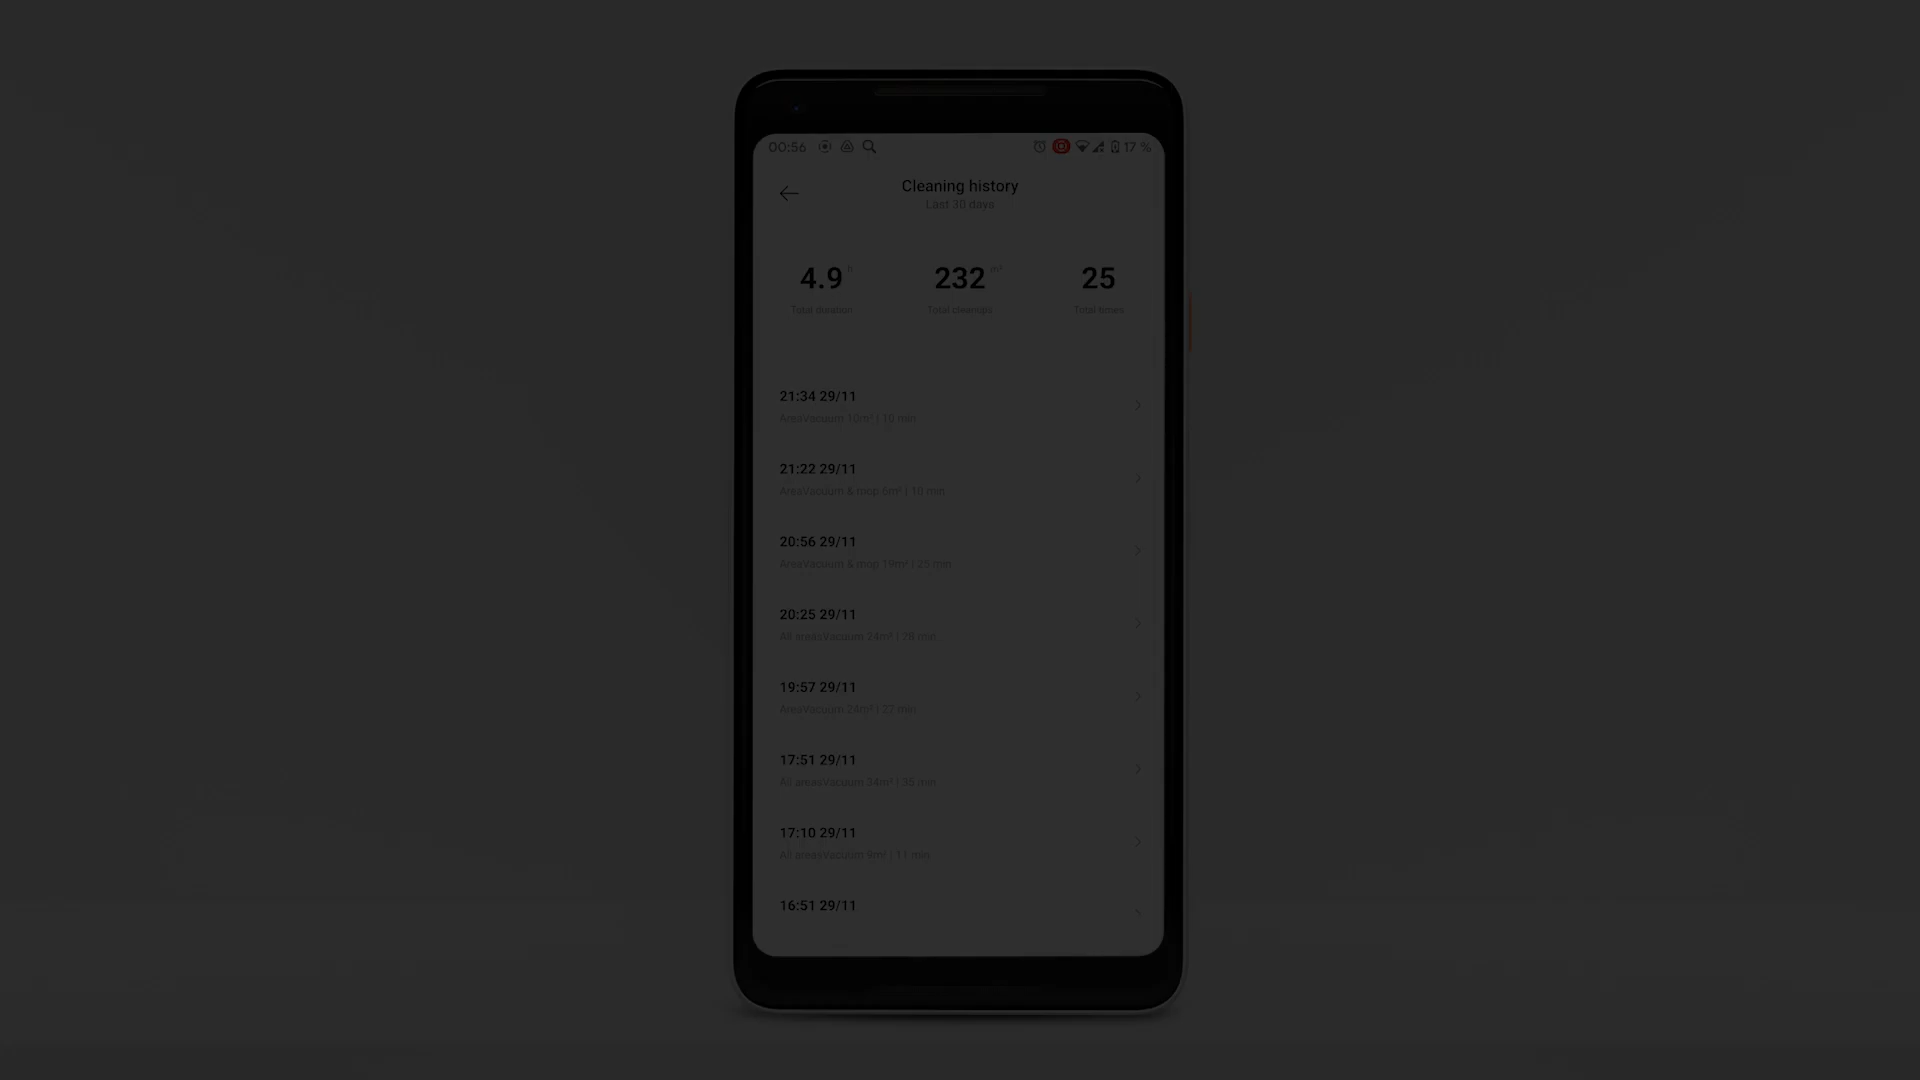 00:56 17 %
Cleaning history
Last 30 days
4.9 h 232 m² 25
Total duration Total cleanups Total times
21:34 29/11
AreaVacuum 10m² | 10 min
21:22 29/11
AreaVacuum & mop 6m² | 10 min
20:56 29/11
AreaVacuum & mop 19m² | 25 min
20:25 29/11
All areasVacuum 24m² | 28 min
19:57 29/11
AreaVacuum 24m² | 27 min
17:51 29/11
All areasVacuum 34m² | 35 min
17:10 29/11
All areasVacuum 9m² | 11 min
16:51 29/11